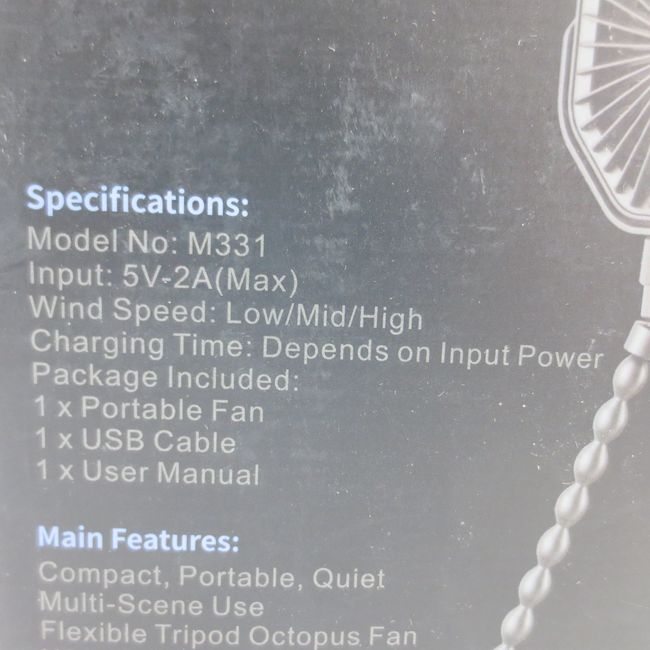 Specifications:
Model No: M331
Input: 5V-2A(Max)
Wind Speed: Low/Mid/High
Charging Time: Depends on Input Power
Package Included:
1 x Portable Fan
1 x USB Cable
1 x User Manual
Main Features:
Compact, Portable, Quiet
Multi-Scene Use
Flexible Tripod Octopus Fan